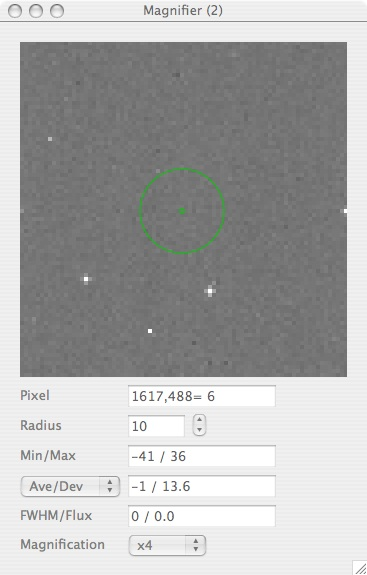 Magnifier (2)
Pixel 1617,488= 6
Radius 10
Min/Max -41 / 36
Ave/Dev -1 / 13.6
FWHM/Flux 0 / 0.0
Magnification x4